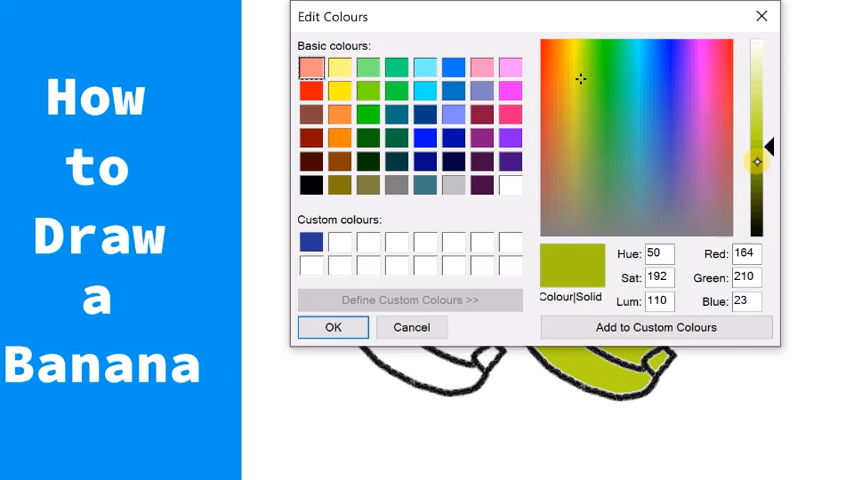 How
to
Draw
a
Banana
Edit Colours
Basic colours:
Custom colours:
Define Custom Colours >>
OK
Cancel
Colour|Solid
Hue: 50
Sat: 192
Lum: 110
Red: 164
Green: 210
Blue: 23
Add to Custom Colours